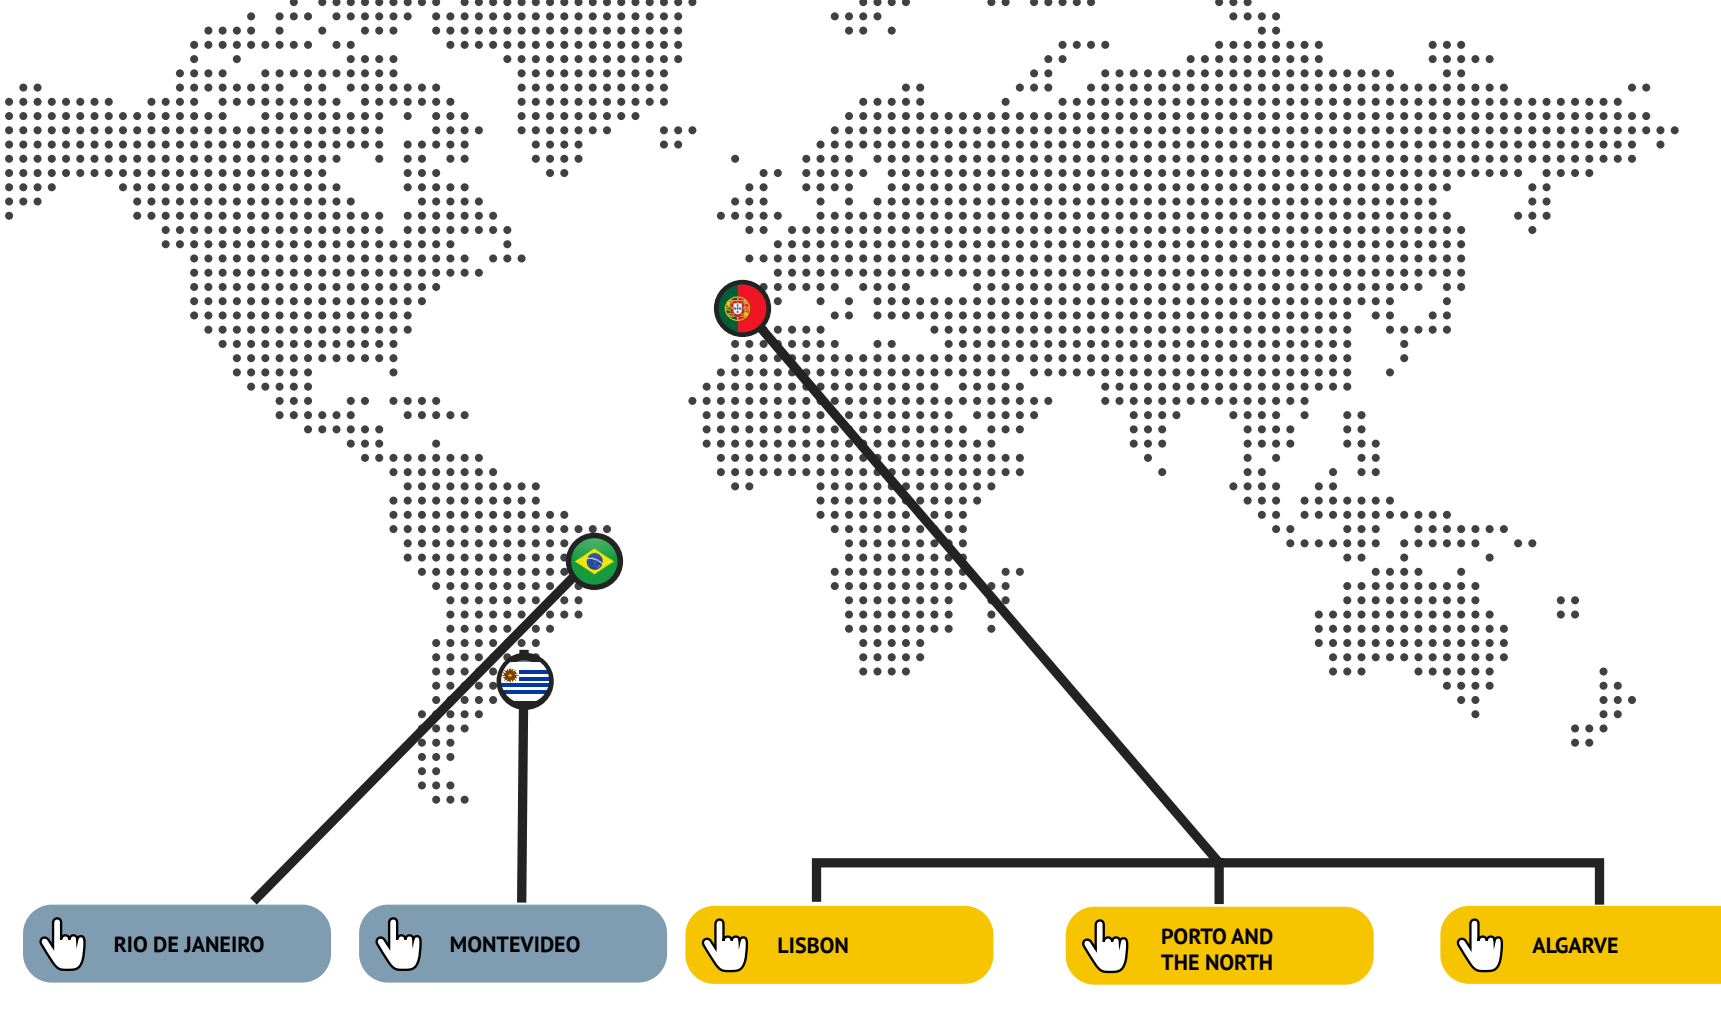 RIO DE JANEIRO
MONTEVIDEO
LISBON
PORTO AND
THE NORTH
ALGARVE